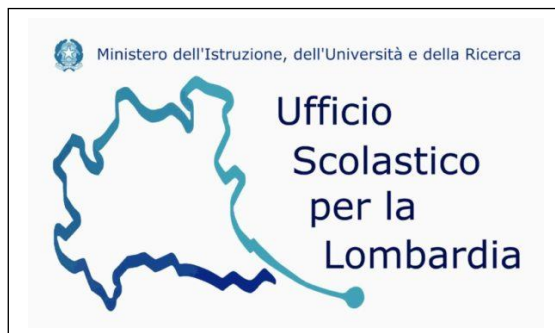 Ministero dell'Istruzione, dell'Università e della Ricerca
Ufficio
Scolastico
per la
Lombardia